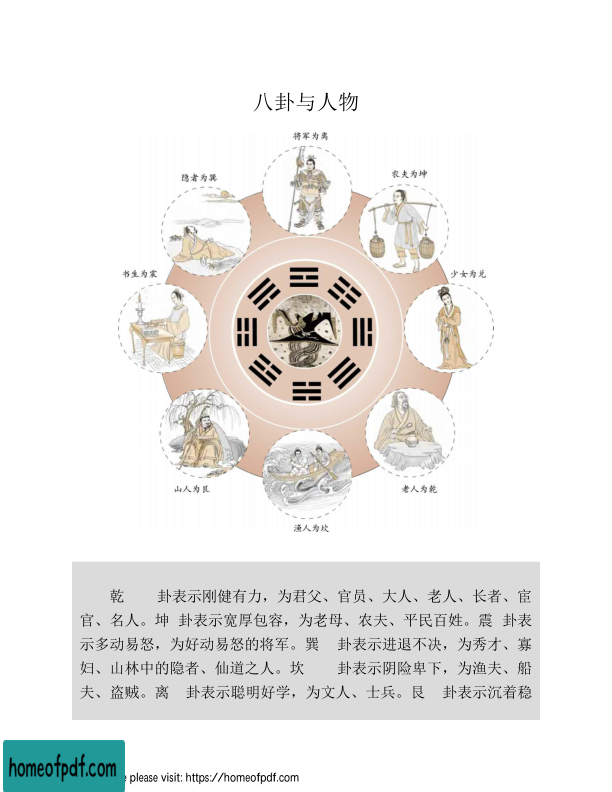 八卦与人物
将军为离
隐者为巽
农夫为坤
书生为震
少女为兑
山人为艮
老人为乾
渔人为坎
乾 卦表示刚健有力，为君父、官员、大人、老人、长者、宦
官、名人。坤 卦表示宽厚包容，为老母、农夫、平民百姓。震 卦表
示多动易怒，为好动易怒的将军。巽 卦表示进退不决，为秀才、寡
妇、山林中的隐者、仙道之人。坎 卦表示阴险卑下，为渔夫、船
夫、盗贼。离 卦表示聪明好学，为文人、士兵。艮 卦表示沉着稳
homeofpdf.com
e please visit: https://homeofpdf.com